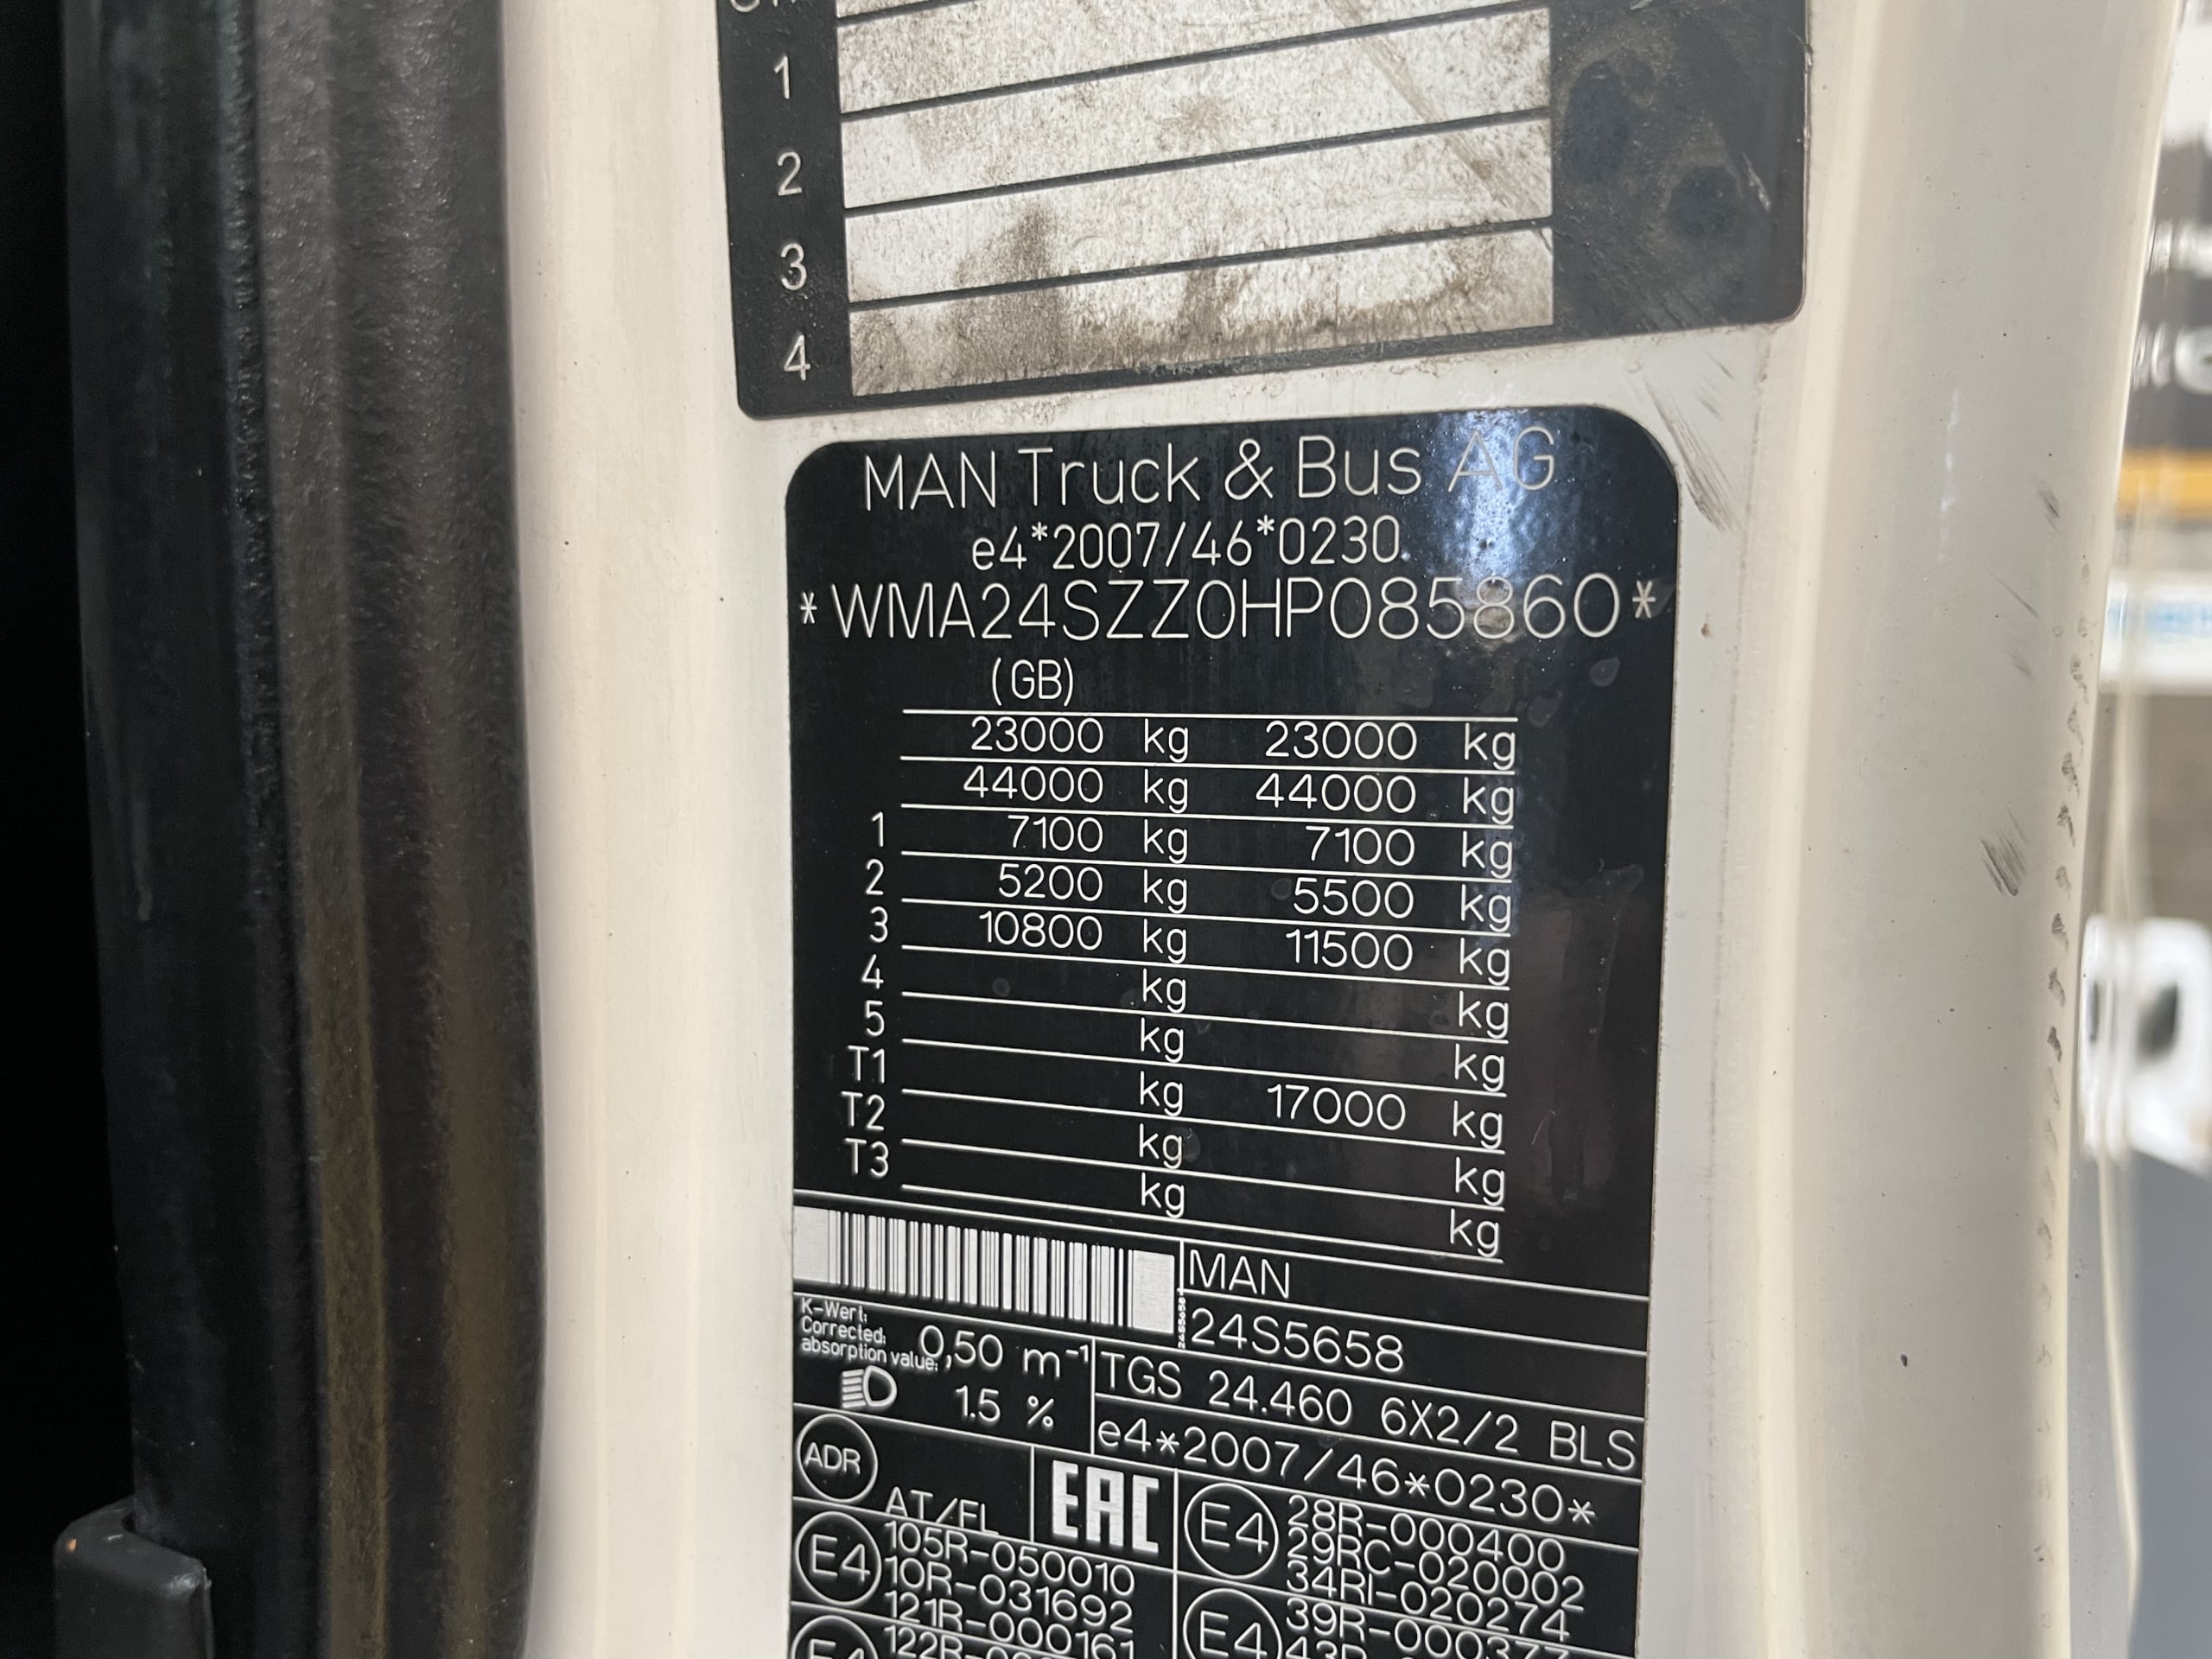 1
2
3
4
MAN Truck & Bus AG
e4*2007/46*0230
*WMA24SZZ0HP085860*
(GB)
23000 kg 23000 kg
44000 kg 44000 kg
1 7100 kg 7100 kg
2 5200 kg 5500 kg
3 10800 kg 11500 kg
4 kg kg
5 kg kg
T1 kg 17000 kg
T2 kg kg
T3 kg kg
MAN
24S5658
24S5658
K-Wert:
Corrected:
absorption value: 0,50 m⁻¹
1.5 %
TGS 24.460 6X2/2 BLS
e4*2007/46*0230*
ADR
AT/FL
EAC
E4
28R-000400
29RC-020002
34RI-020274
E4
105R-050010
10R-031692
121R-000161
E4
39R-000377
E4